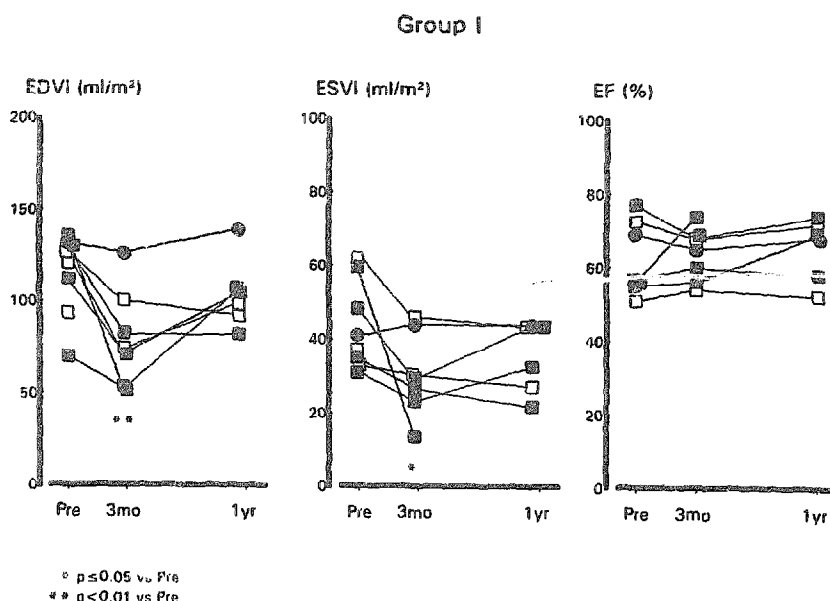 Group I
EDVI (ml/m²)
ESVI (ml/m²)
EF (%)
200
150
100
50
0
Pre
3mo
1yr
100
80
60
40
20
0
Pre
3mo
1yr
100
80
60
40
20
0
Pre
3mo
1yr
**
*
* p≤0.05 vs Pre
** p<0.01 vs Pre